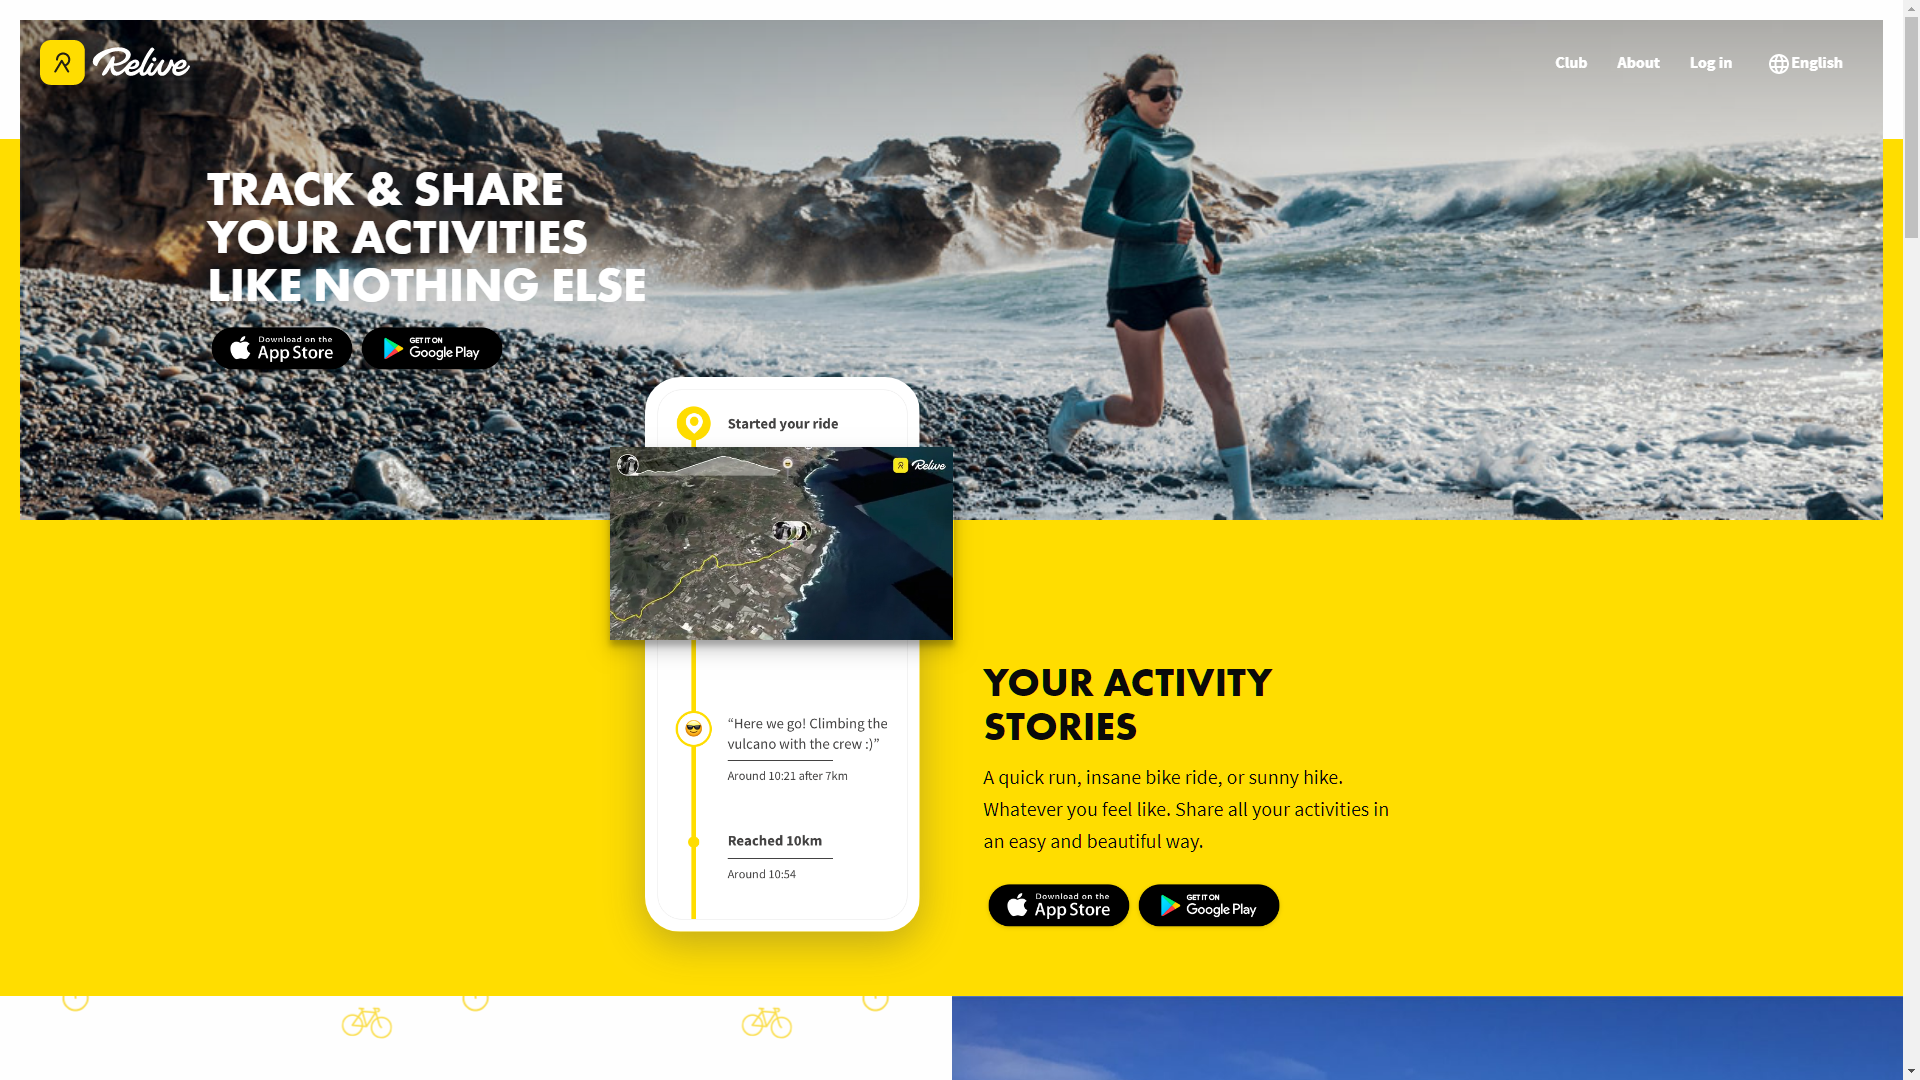 Relive
Club
About
Log in
English
TRACK & SHARE
YOUR ACTIVITIES
LIKE NOTHING ELSE
Download on the
App Store
GET IT ON
Google Play
Started your ride
Relive
“Here we go! Climbing the
vulcano with the crew :)”
Around 10:21 after 7km
Reached 10km
Around 10:54
YOUR ACTIVITY
STORIES
A quick run, insane bike ride, or sunny hike.
Whatever you feel like. Share all your activities in
an easy and beautiful way.
Download on the
App Store
GET IT ON
Google Play